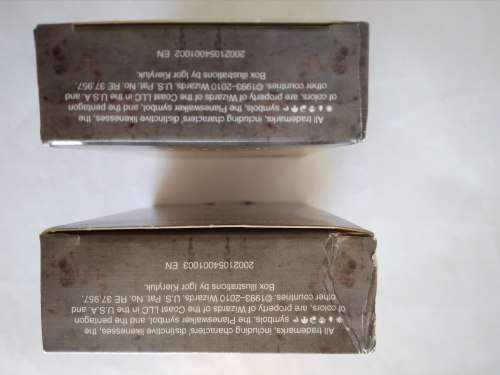 All trademarks, including characters' distinctive likenesses, the
symbols, the Planeswalker symbol, and the pentagon
of colors, are property of Wizards of the Coast LLC in the U.S.A and
other countries. ©1993–2010 Wizards. U.S. Pat. No. RE 37,957.
Box illustrations by Igor Kieryluk.
20021054001002 EN
All trademarks, including characters' distinctive likenesses, the
symbols, the Planeswalker symbol, and the pentagon
of colors, are property of Wizards of the Coast LLC in the U.S.A and
other countries. ©1993–2010 Wizards. U.S. Pat. No. RE 37,957.
Box illustrations by Igor Kieryluk.
20021054001003 EN